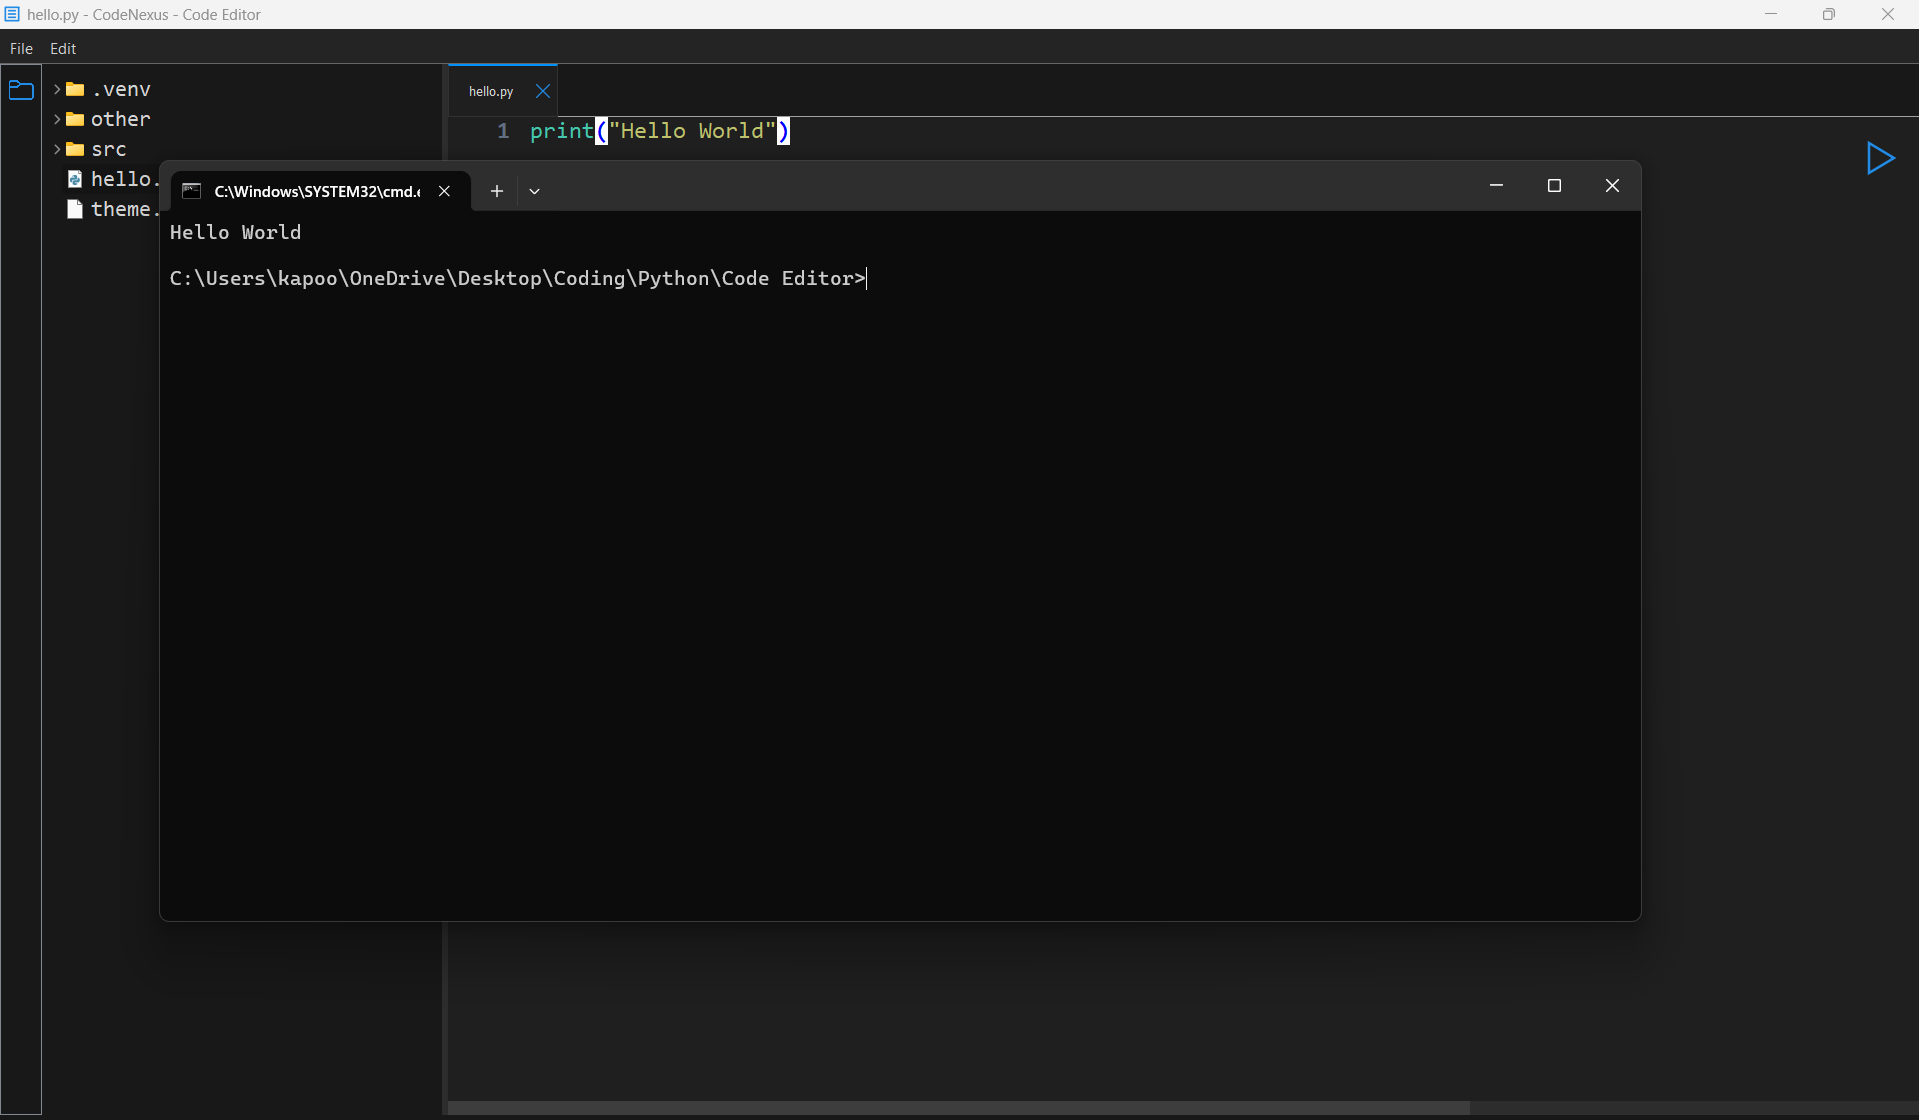 hello.py - CodeNexus - Code Editor
File Edit
.venv
other
src
hello.
theme.
hello.py
1 print("Hello World")
C:\Windows\SYSTEM32\cmd.e
Hello World
C:\Users\kapoo\OneDrive\Desktop\Coding\Python\Code Editor>